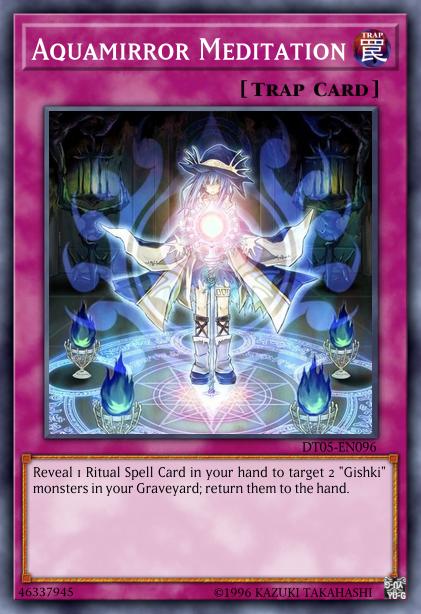 AQUAMIRROR MEDITATION
TRAP
罠
[TRAP CARD]
DT05-EN096
Reveal 1 Ritual Spell Card in your hand to target 2 "Gishki"
monsters in your Graveyard; return them to the hand.
46337945
©1996 KAZUKI TAKAHASHI